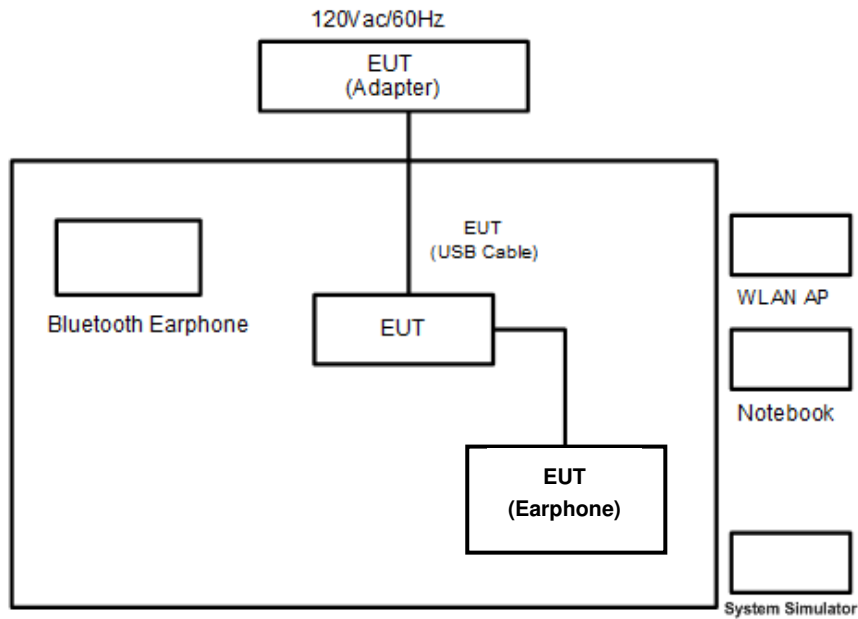 120Vac/60Hz
EUT
(Adapter)
EUT
(USB Cable)
WLAN AP
Bluetooth Earphone
EUT
Notebook
EUT
(Earphone)
System Simulator